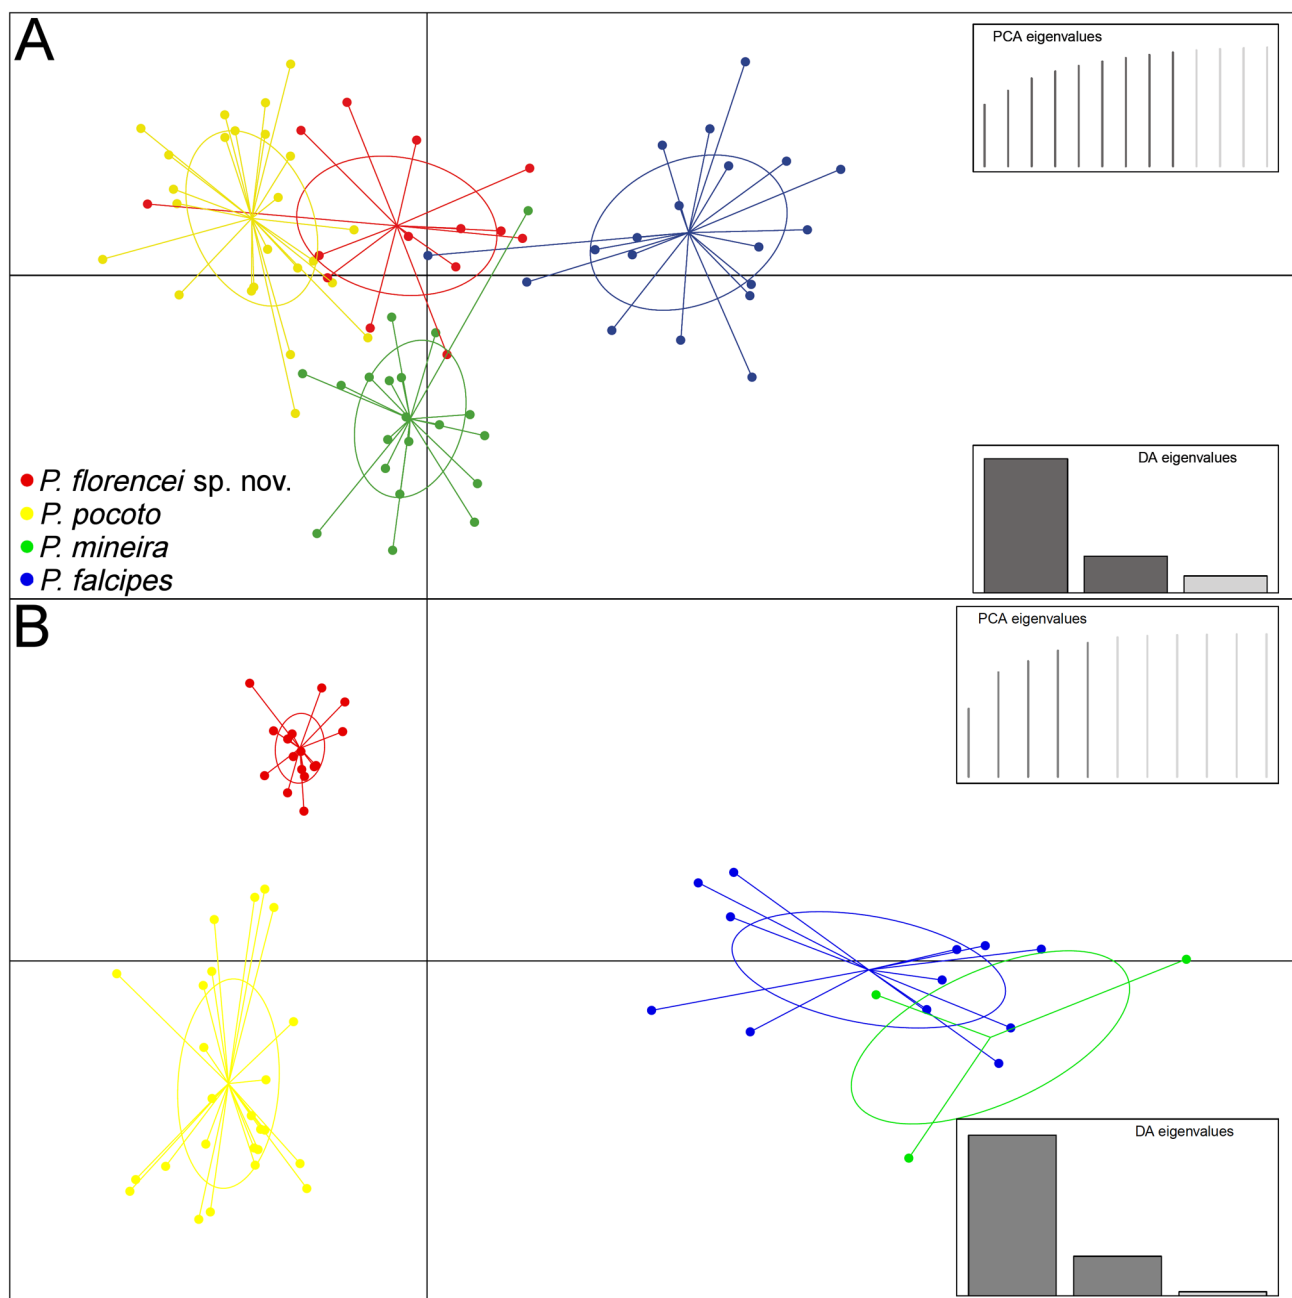 A
PCA eigenvalues
DA eigenvalues
P. florencei sp. nov.
P. pocoto
P. mineira
P. falcipes
B
PCA eigenvalues
DA eigenvalues